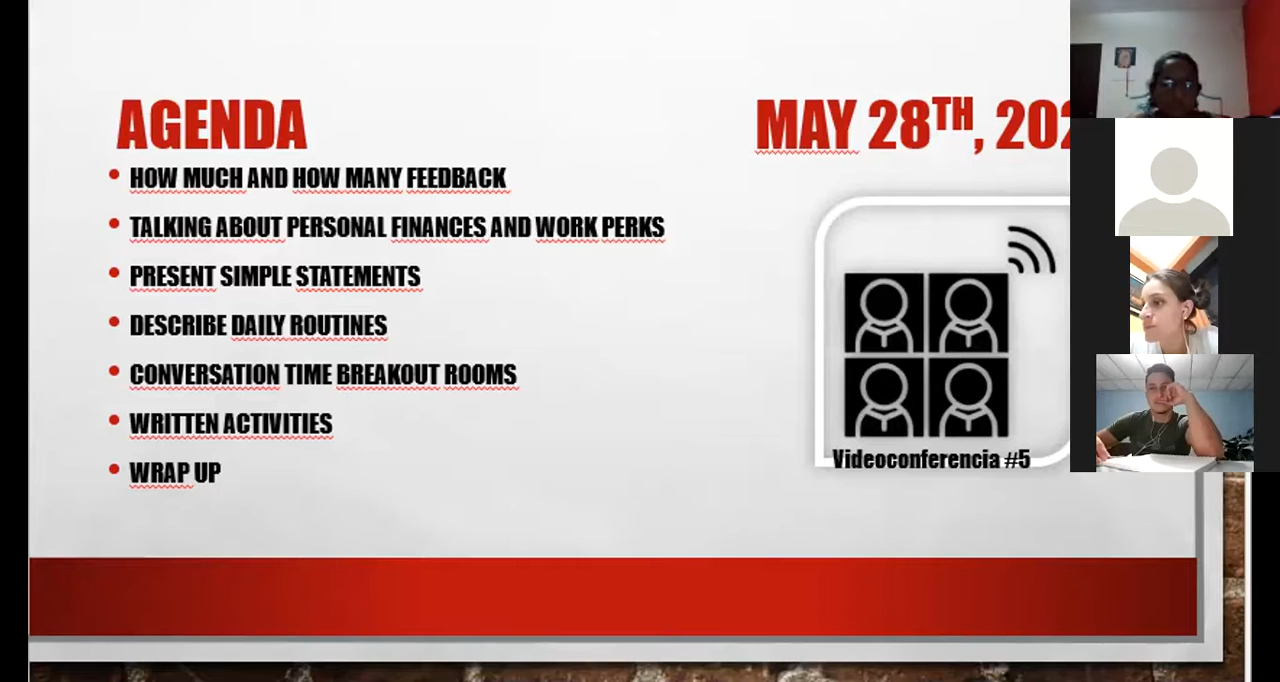 AGENDA
MAY 28TH, 202
HOW MUCH AND HOW MANY FEEDBACK
TALKING ABOUT PERSONAL FINANCES AND WORK PERKS
PRESENT SIMPLE STATEMENTS
DESCRIBE DAILY ROUTINES
CONVERSATION TIME BREAKOUT ROOMS
WRITTEN ACTIVITIES
WRAP UP
Videoconferencia #5